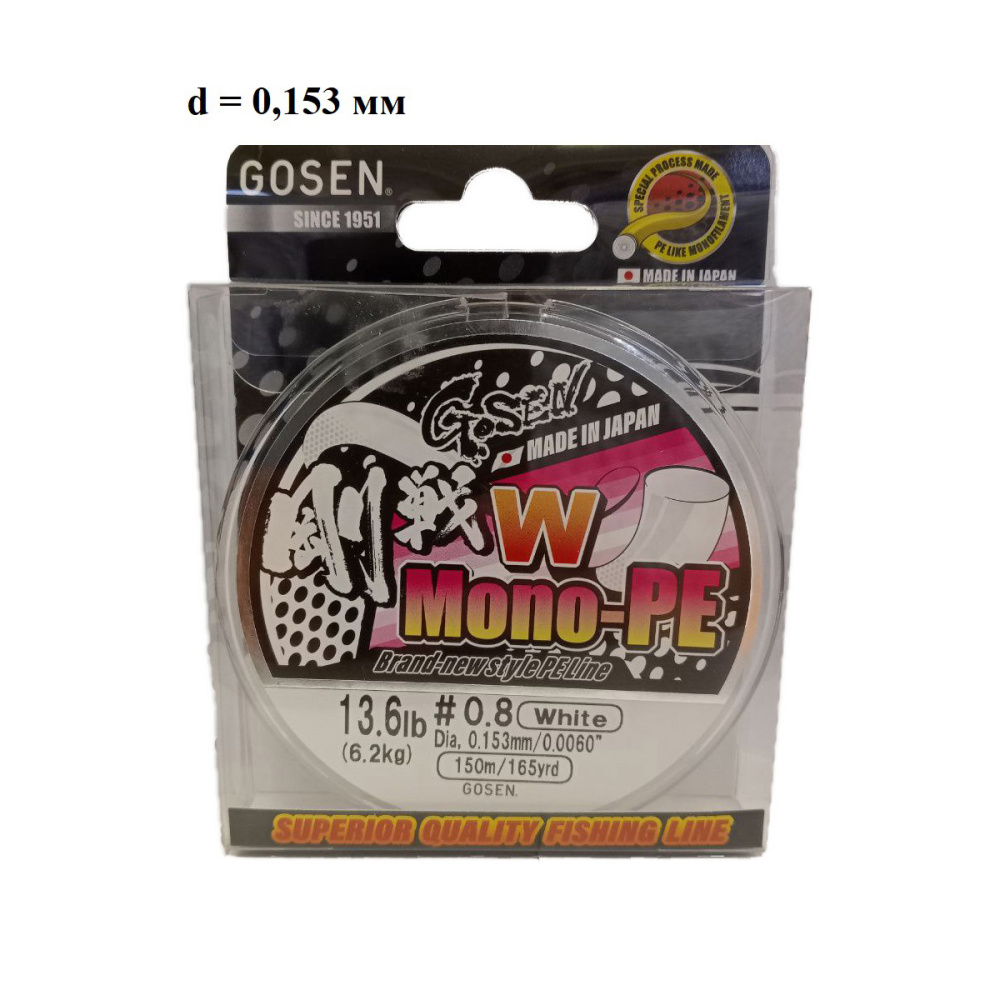 d = 0,153 мм
GOSEN®
SINCE 1951
SPECIAL PROCESS MADE
PE LIKE MONOFILAMENT
MADE IN JAPAN
GOSEN
MADE IN JAPAN
剛戦 W
Mono-PE
Brand-new style PE Line
13.6lb #0.8 White
(6.2kg) Dia, 0.153mm/0.0060"
150m/165yrd
GOSEN.
SUPERIOR QUALITY FISHING LINE